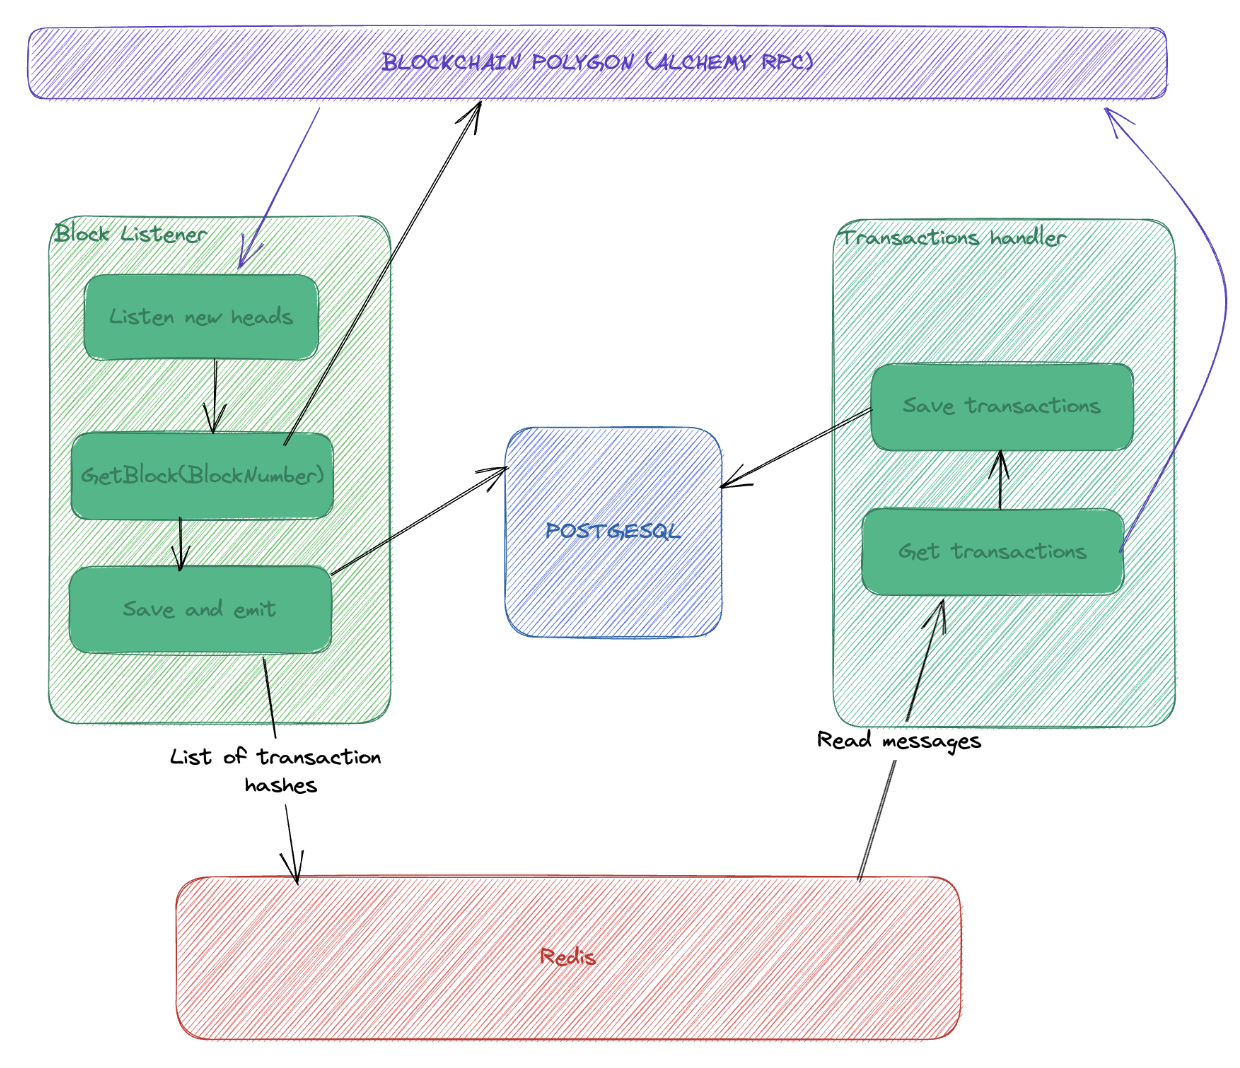 BLOCKCHAIN POLYGON (ALCHEMY RPC)
Block Listener
Listen new heads
GetBlock(BlockNumber)
Save and emit
List of transaction
hashes
POSTGESQL
Transactions handler
Save transactions
Get transactions
Read messages
Redis